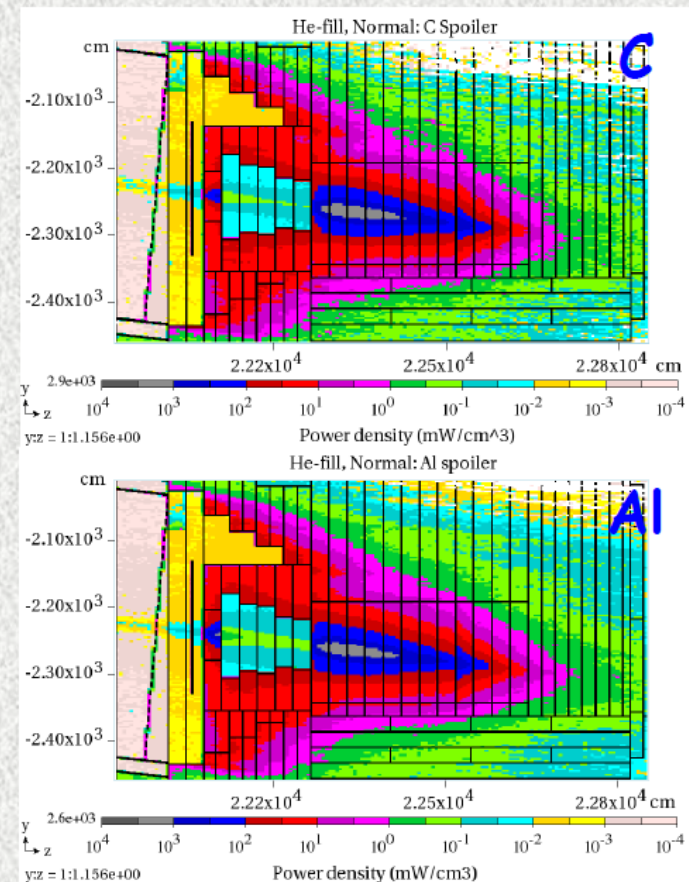 He-fill, Normal: C Spoiler
cm
C
-2.10x10³
-2.20x10³
-2.30x10³
-2.40x10³
2.22x10⁴ 2.25x10⁴ 2.28x10⁴ cm
y 2.9e+03
z
10⁴ 10³ 10² 10¹ 10⁰ 10⁻¹ 10⁻² 10⁻³ 10⁻⁴
y:z = 1:1.156e+00
Power density (mW/cm^3)
He-fill, Normal: Al spoiler
cm
Al
-2.10x10³
-2.20x10³
-2.30x10³
-2.40x10³
2.22x10⁴ 2.25x10⁴ 2.28x10⁴ cm
y 2.6e+03
z
10⁴ 10³ 10² 10¹ 10⁰ 10⁻¹ 10⁻² 10⁻³ 10⁻⁴
y:z = 1:1.156e+00
Power density (mW/cm3)